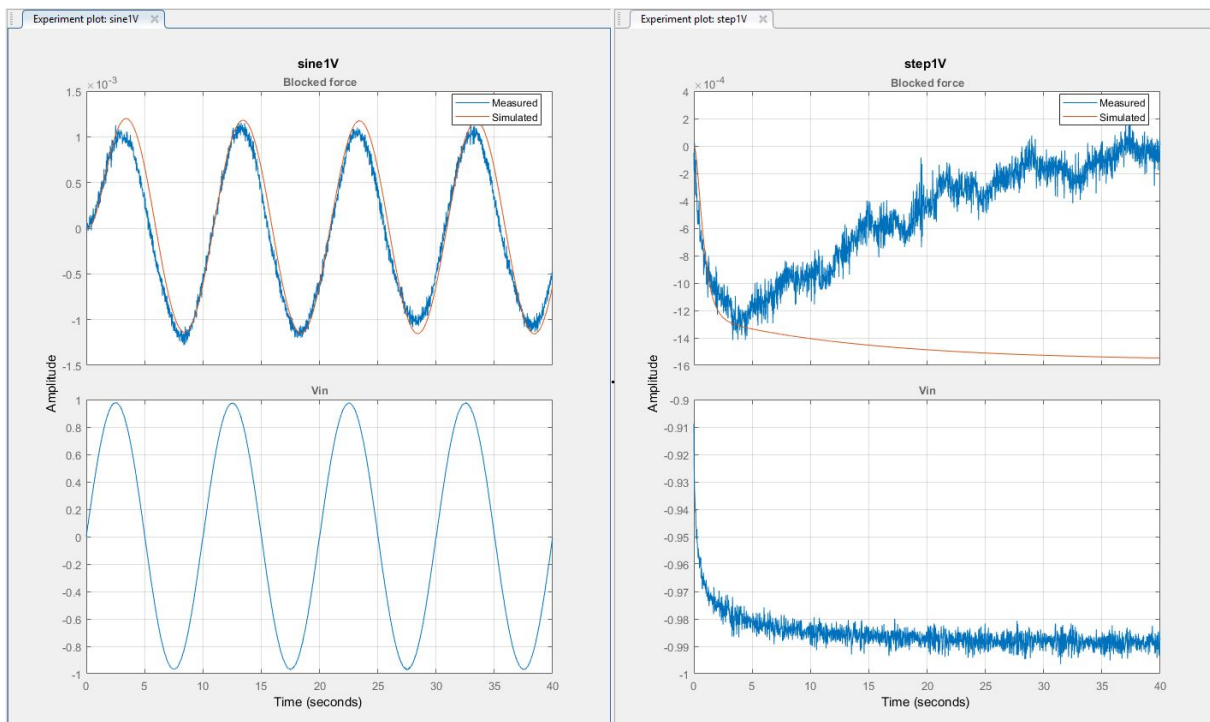 Experiment plot: sine1V
sine1V
Blocked force
×10⁻³
1.5
1
0.5
0
-0.5
-1
-1.5
Measured
Simulated
Amplitude
Vin
1
0.8
0.6
0.4
0.2
0
-0.2
-0.4
-0.6
-0.8
-1
0 5 10 15 20 25 30 35 40
Time (seconds)
Experiment plot: step1V
step1V
Blocked force
×10⁻⁴
4
2
0
-2
-4
-6
-8
-10
-12
-14
-16
Measured
Simulated
Amplitude
Vin
-0.9
-0.91
-0.92
-0.93
-0.94
-0.95
-0.96
-0.97
-0.98
-0.99
-1
0 5 10 15 20 25 30 35 40
Time (seconds)